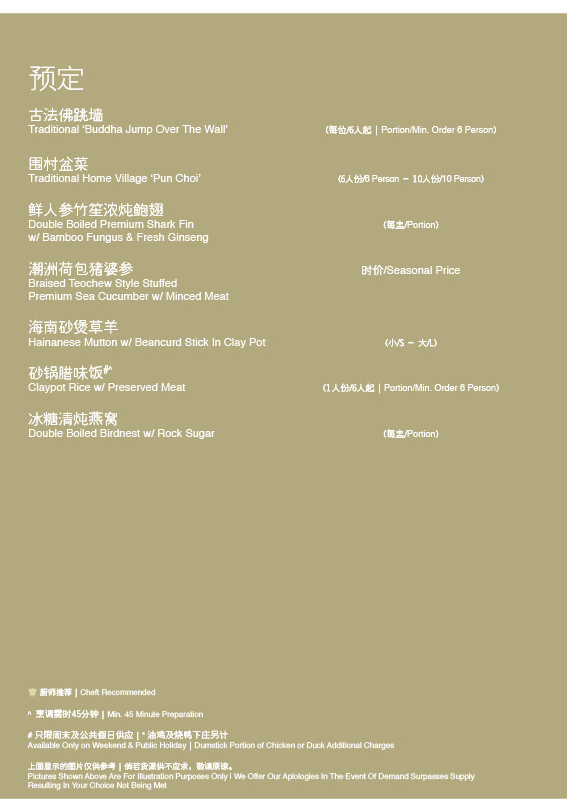 预定
古法佛跳墙
Traditional ‘Buddha Jump Over The Wall’
(每位/6人起 | Portion/Min. Order 6 Person)
围村盆菜
Traditional Home Village ‘Pun Choi’
(6人份/6 Person – 10人份/10 Person)
鲜人参竹笙浓炖鲍翅
Double Boiled Premium Shark Fin
w/ Bamboo Fungus & Fresh Ginseng
(每盅/Portion)
潮洲荷包猪婆参
时价/Seasonal Price
Braised Teochew Style Stuffed
Premium Sea Cucumber w/ Minced Meat
海南砂煲草羊
Hainanese Mutton w/ Beancurd Stick In Clay Pot
(小/S – 大/L)
砂锅腊味饭#^
Claypot Rice w/ Preserved Meat
(1人份/6人起 | Portion/Min. Order 6 Person)
冰糖清炖燕窝
Double Boiled Birdnest w/ Rock Sugar
(每盅/Portion)
厨师推荐 | Cheft Recommended
^ 烹调需时45分钟 | Min. 45 Minute Preparation
# 只限周末及公共假日供应 | * 油鸡及烧鸭下庄另计
Available Only on Weekend & Public Holiday | Dumstick Portion of Chicken or Duck Additional Charges
上面显示的图片仅供参考 | 倘若货源供不应求，敬请原谅。
Pictures Shown Above Are For Illustration Purposes Only I We Offer Our Aplologies In The Event Of Demand Surpasses Supply
Resulting In Your Choice Not Being Met